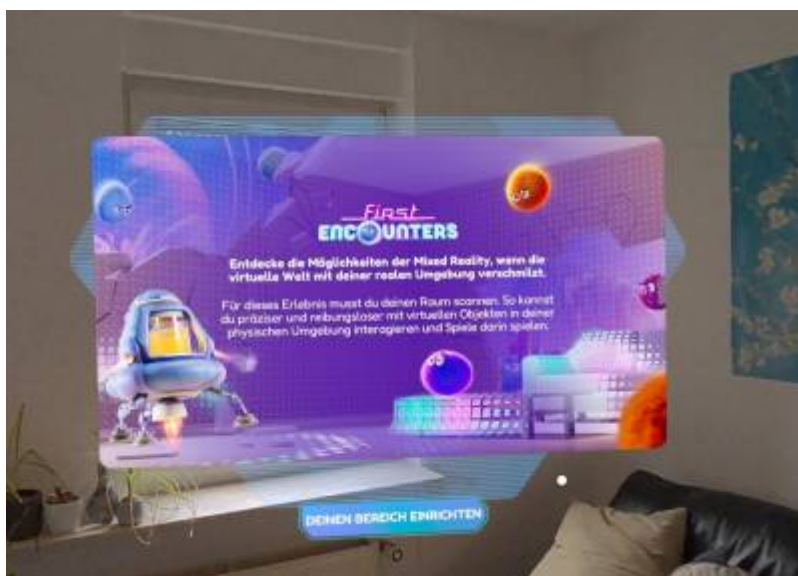 First
ENCOUNTERS
Entdecke die Möglichkeiten der Mixed Reality, wenn die
virtuelle Welt mit deiner realen Umgebung verschmilzt.
Für dieses Erlebnis musst du deinen Raum scannen. So kannst
du präziser und reibungsloser mit virtuellen Objekten in deiner
physischen Umgebung interagieren und Spiele darin spielen.
DEINEN BEREICH EINRICHTEN